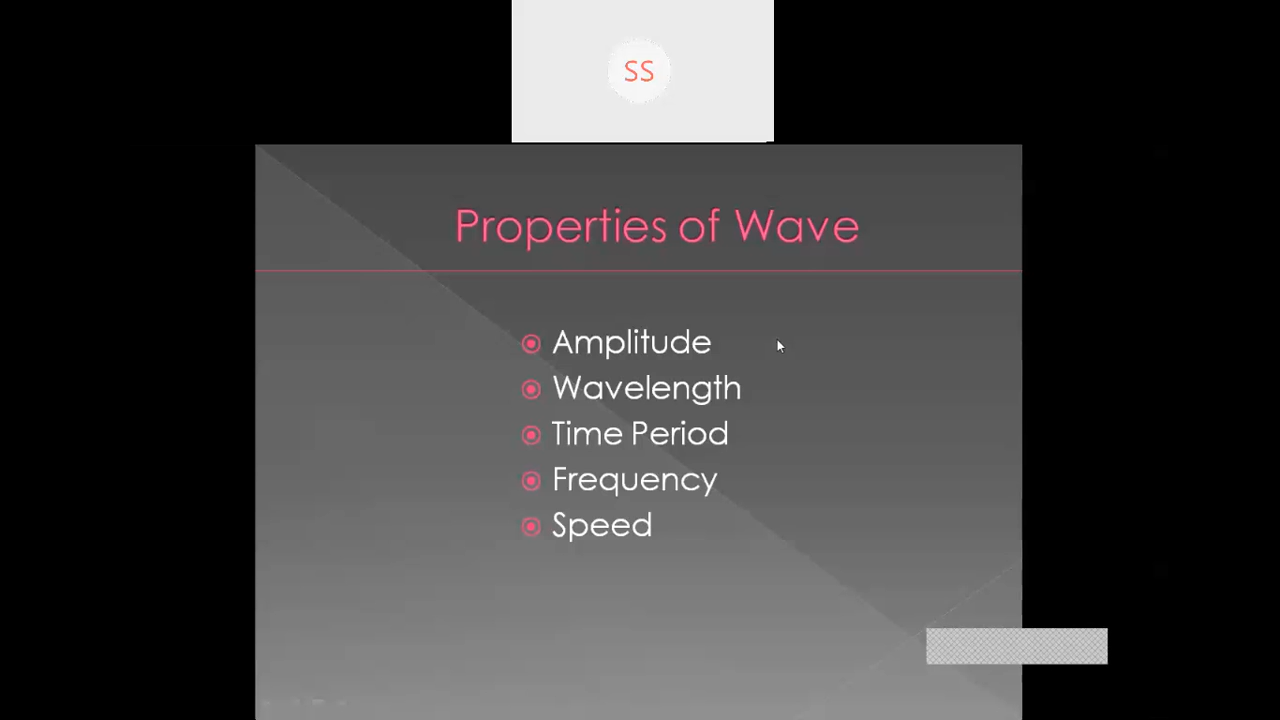 SS
Properties of Wave
Amplitude
Wavelength
Time Period
Frequency
Speed